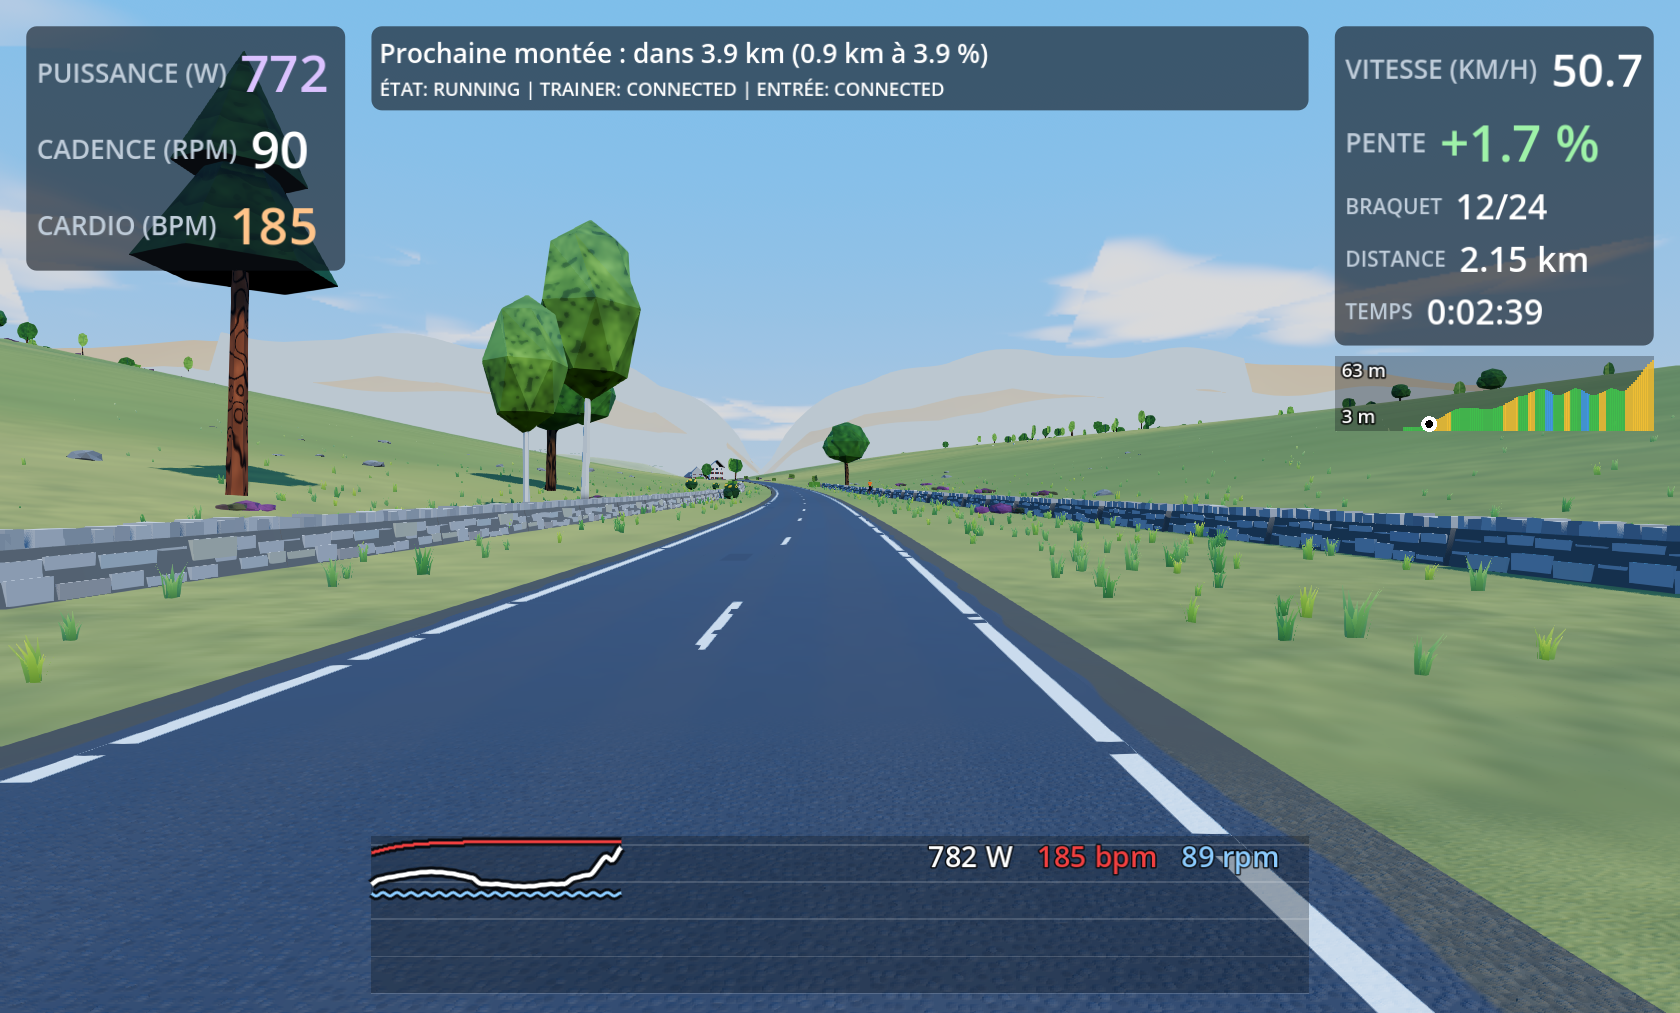 PUISSANCE (W) 772
CADENCE (RPM) 90
CARDIO (BPM) 185
Prochaine montée : dans 3.9 km (0.9 km à 3.9 %)
ÉTAT: RUNNING | TRAINER: CONNECTED | ENTRÉE: CONNECTED
VITESSE (KM/H) 50.7
PENTE +1.7 %
BRAQUET 12/24
DISTANCE 2.15 km
TEMPS 0:02:39
63 m
3 m
782 W 185 bpm 89 rpm